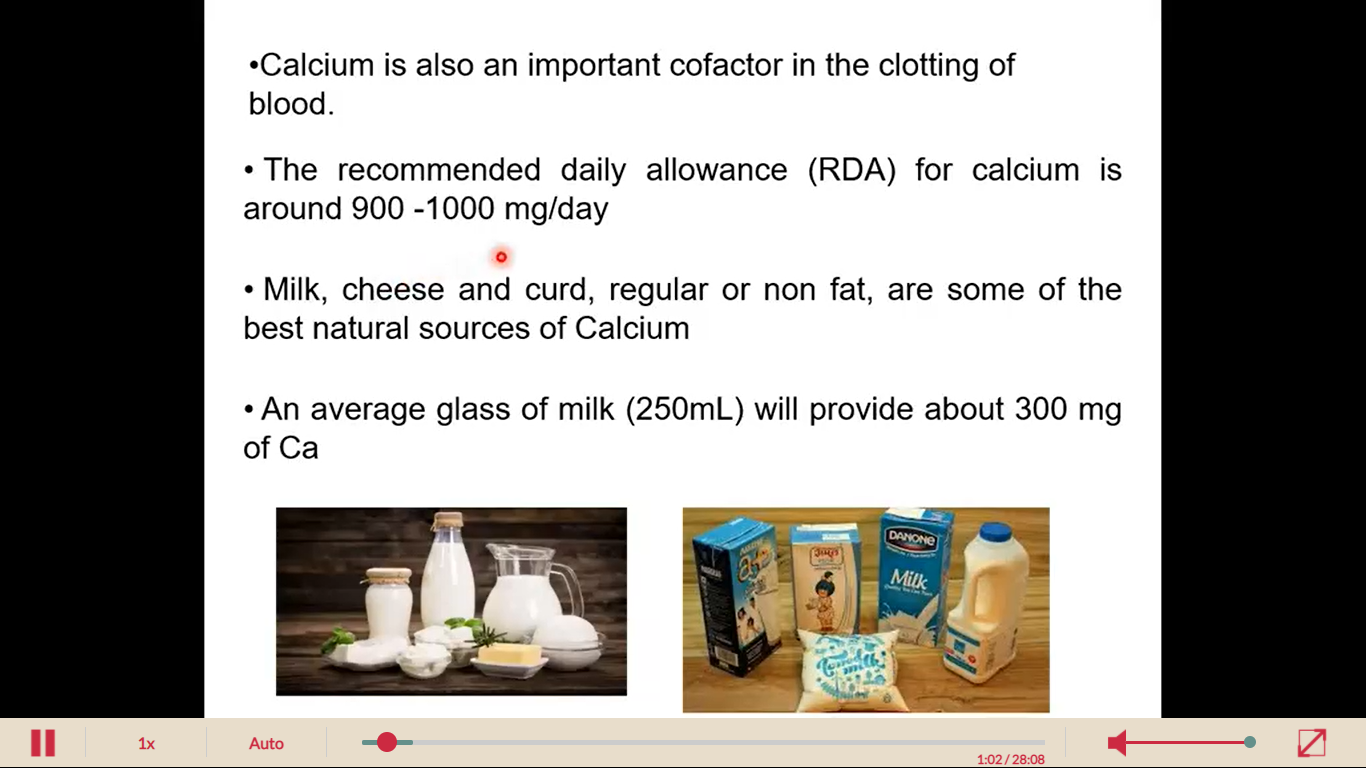 •Calcium is also an important cofactor in the clotting of
blood.
• The recommended daily allowance (RDA) for calcium is
around 900 -1000 mg/day
• Milk, cheese and curd, regular or non fat, are some of the
best natural sources of Calcium
• An average glass of milk (250mL) will provide about 300 mg
of Ca
DANONE
Milk
Toned
milk
1x
Auto
1:02 / 28:08